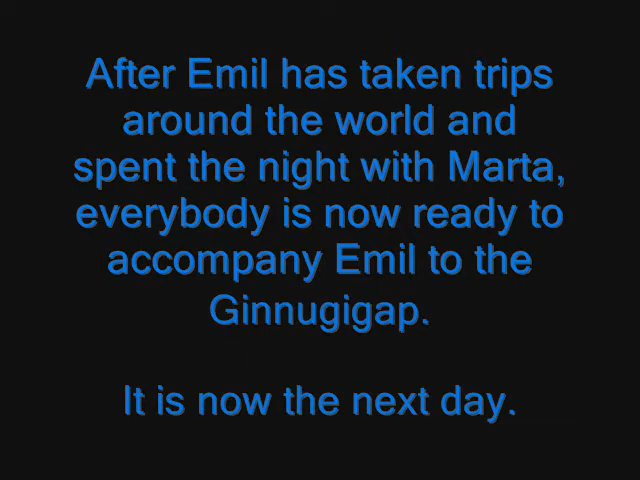 After Emil has taken trips
around the world and
spent the night with Marta,
everybody is now ready to
accompany Emil to the
Ginnugigap.
It is now the next day.